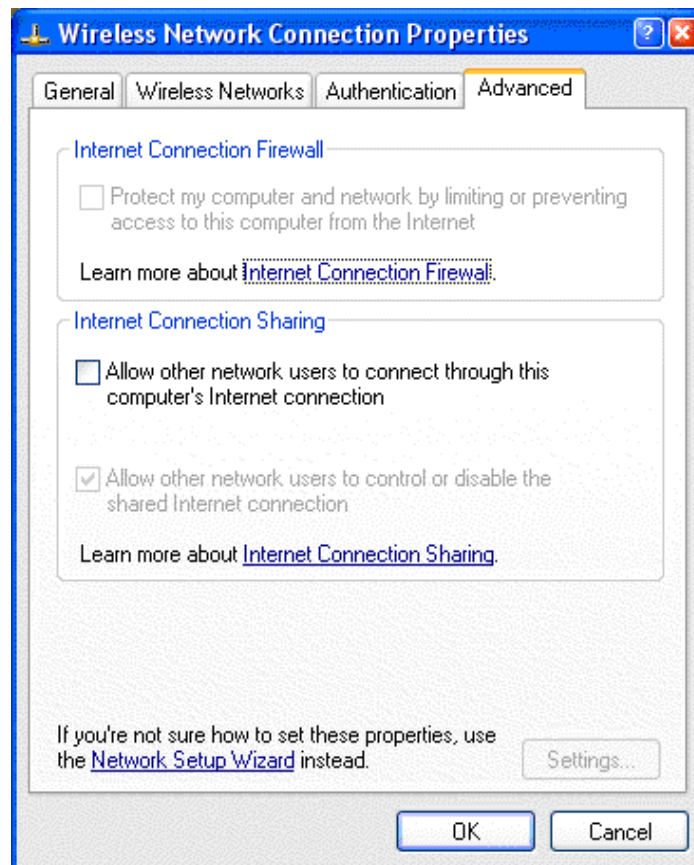 Wireless Network Connection Properties
General Wireless Networks Authentication Advanced
Internet Connection Firewall
Protect my computer and network by limiting or preventing
access to this computer from the Internet
Learn more about Internet Connection Firewall.
Internet Connection Sharing
Allow other network users to connect through this
computer's Internet connection
Allow other network users to control or disable the
shared Internet connection
Learn more about Internet Connection Sharing.
If you're not sure how to set these properties, use
the Network Setup Wizard instead.
Settings...
OK Cancel